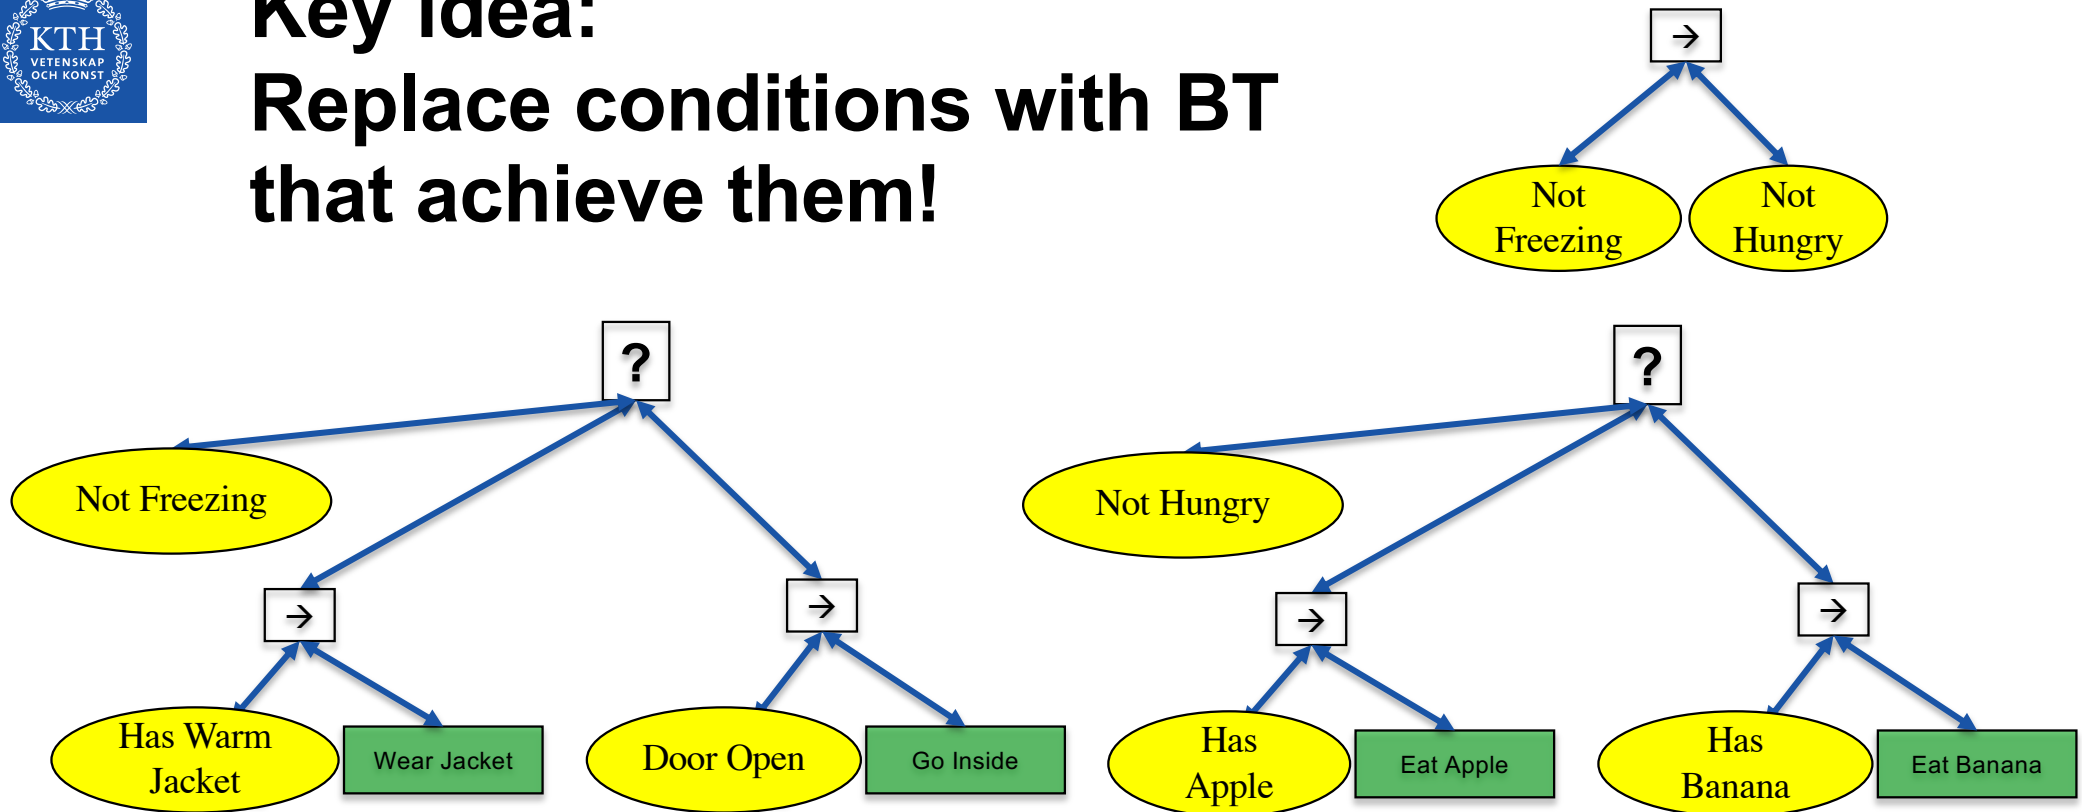 KTH
VETENSKAP
OCH KONST
Key idea:
Replace conditions with BT
that achieve them!
→
Not
Freezing
Not
Hungry
?
Not Freezing
→
→
Has Warm
Jacket
Wear Jacket
Door Open
Go Inside
?
Not Hungry
→
→
Has
Apple
Eat Apple
Has
Banana
Eat Banana